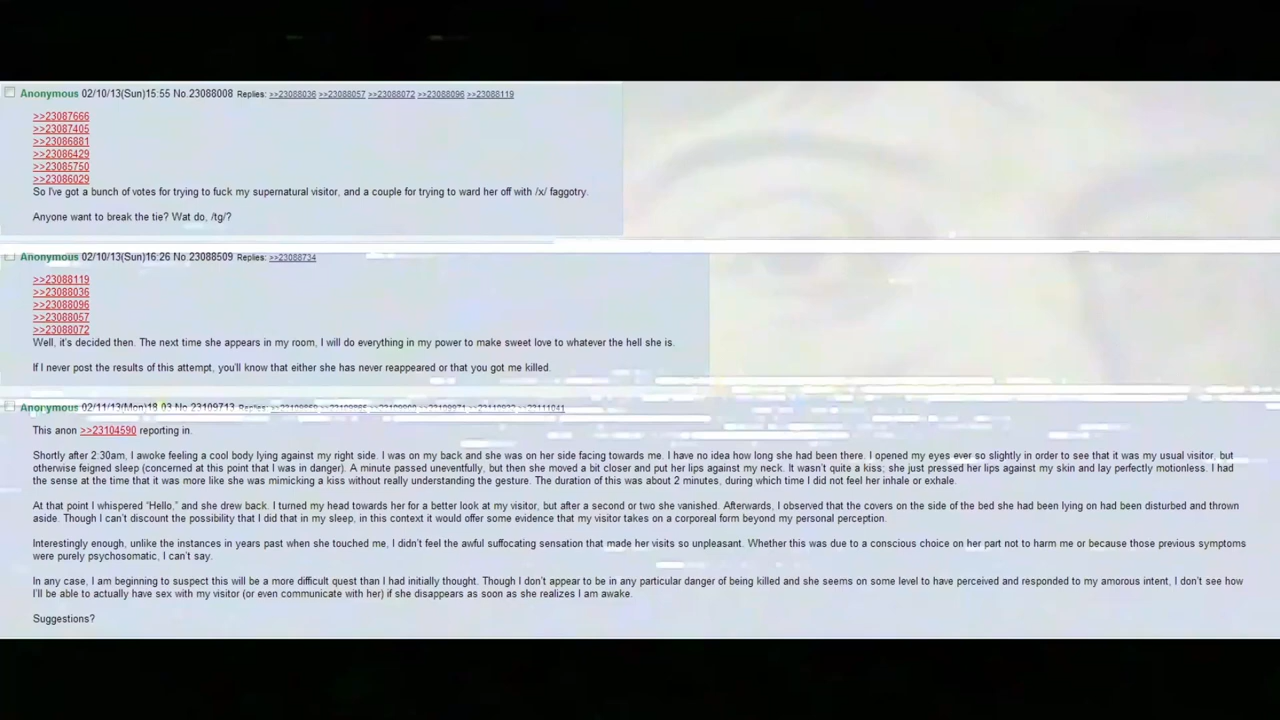 Anonymous 02/10/13(Sun)15:55 No.23088008 Replies: >>23088036 >>23088057 >>23088072 >>23088096 >>23088119
>>23087666
>>23087405
>>23086881
>>23086429
>>23085750
>>23086029
So I've got a bunch of votes for trying to fuck my supernatural visitor, and a couple for trying to ward her off with /x/ faggotry.
Anyone want to break the tie? Wat do, /tg/?
Anonymous 02/10/13(Sun)16:26 No.23088509 Replies: >>23088734
>>23088119
>>23088036
>>23088096
>>23088057
>>23088072
Well, it's decided then. The next time she appears in my room, I will do everything in my power to make sweet love to whatever the hell she is.
If I never post the results of this attempt, you'll know that either she has never reappeared or that you got me killed.
Anonymous 02/11/13(Mon)18:03 No.23109713 Replies:
This anon >>23104590 reporting in.
Shortly after 2:30am, I awoke feeling a cool body lying against my right side. I was on my back and she was on her side facing towards me. I have no idea how long she had been there. I opened my eyes ever so slightly in order to see that it was my usual visitor, but
otherwise feigned sleep (concerned at this point that I was in danger). A minute passed uneventfully, but then she moved a bit closer and put her lips against my neck. It wasn't quite a kiss; she just pressed her lips against my skin and lay perfectly motionless. I had
the sense at the time that it was more like she was mimicking a kiss without really understanding the gesture. The duration of this was about 2 minutes, during which time I did not feel her inhale or exhale.
At that point I whispered "Hello," and she drew back. I turned my head towards her for a better look at my visitor, but after a second or two she vanished. Afterwards, I observed that the covers on the side of the bed she had been lying on had been disturbed and thrown
aside. Though I can't discount the possibility that I did that in my sleep, in this context it would offer some evidence that my visitor takes on a corporeal form beyond my personal perception.
Interestingly enough, unlike the instances in years past when she touched me, I didn't feel the awful suffocating sensation that made her visits so unpleasant. Whether this was due to a conscious choice on her part not to harm me or because those previous symptoms
were purely psychosomatic, I can't say.
In any case, I am beginning to suspect this will be a more difficult quest than I had initially thought. Though I don't appear to be in any particular danger of being killed and she seems on some level to have perceived and responded to my amorous intent, I don't see how
I'll be able to actually have sex with my visitor (or even communicate with her) if she disappears as soon as she realizes I am awake.
Suggestions?